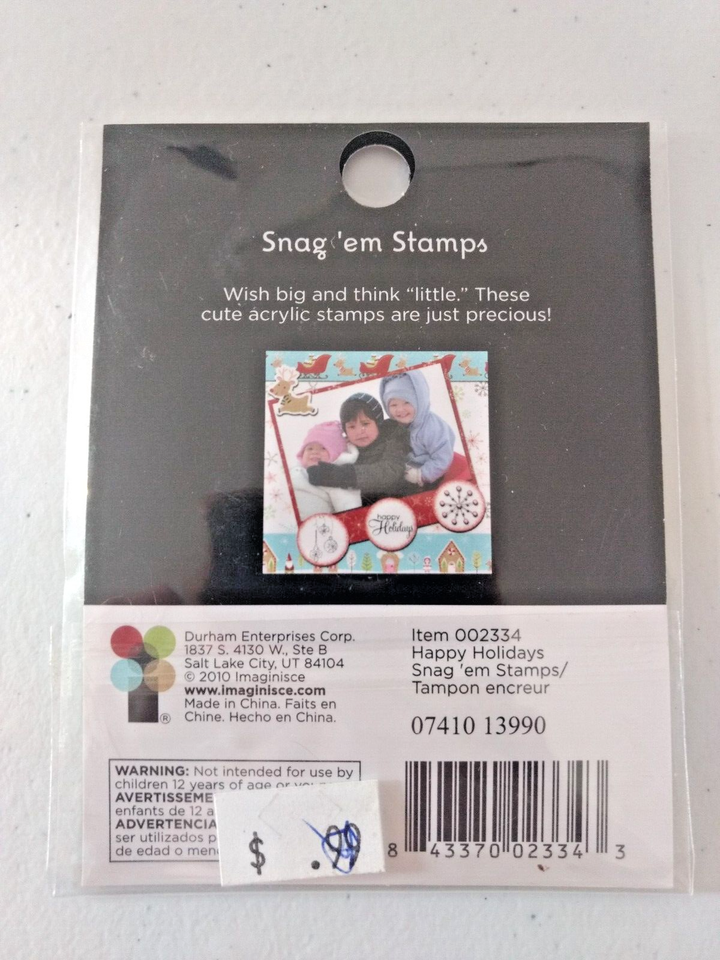 Snag 'em Stamps
Wish big and think “little.” These
cute acrylic stamps are just precious!
happy
Holidays
Durham Enterprises Corp.
1837 S. 4130 W., Ste B
Salt Lake City, UT 84104
© 2010 Imaginisce
www.imaginisce.com
Made in China. Faits en
Chine. Hecho en China.
®
Item 002334
Happy Holidays
Snag 'em Stamps/
Tampon encreur
07410 13990
WARNING: Not intended for use by
children 12 years of age or
AVERTISSEME
enfants de 12 a
ADVERTENCIA
ser utilizados p
de edad o men
$ .99
8 43370 02334 3